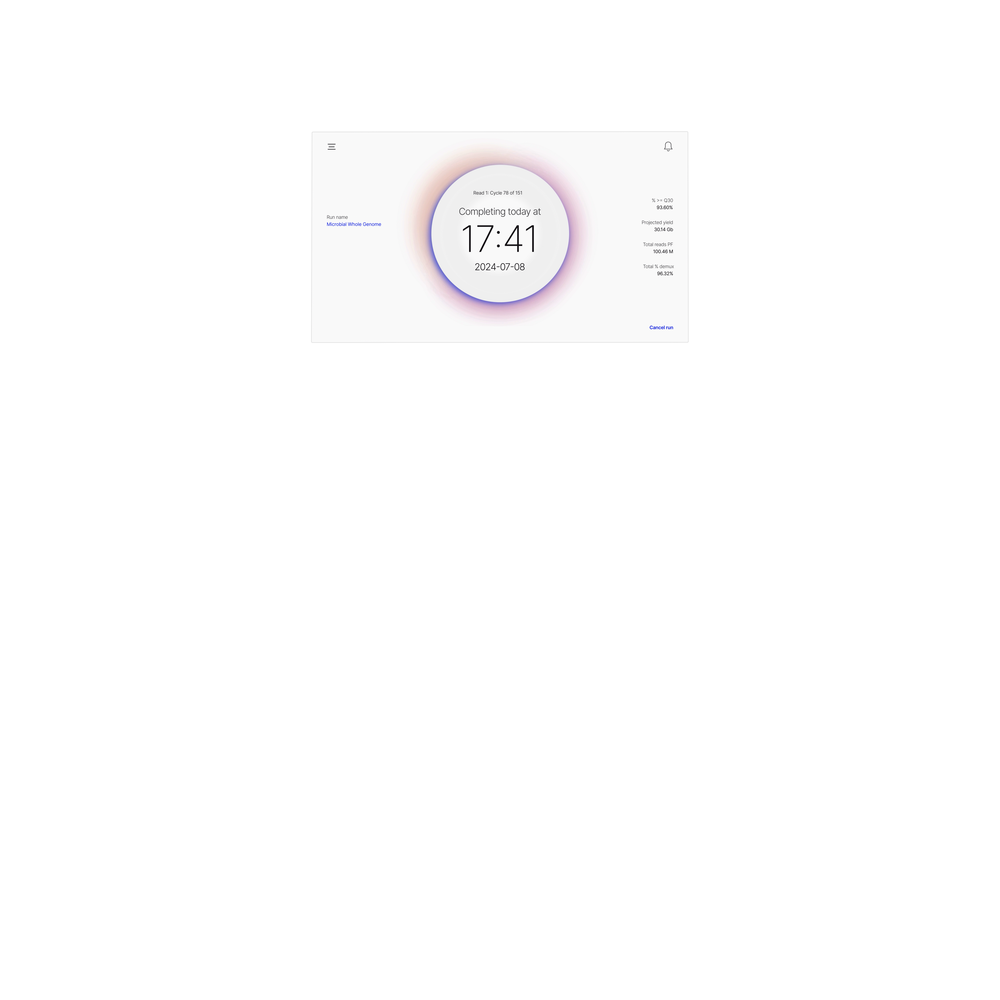 Run name
Microbial Whole Genome
Read 1: Cycle 78 of 151
Completing today at
17:41
2024-07-08
% >= Q30
93.60%
Projected yield
30.14 Gb
Total reads PF
100.46 M
Total % demux
96.32%
Cancel run